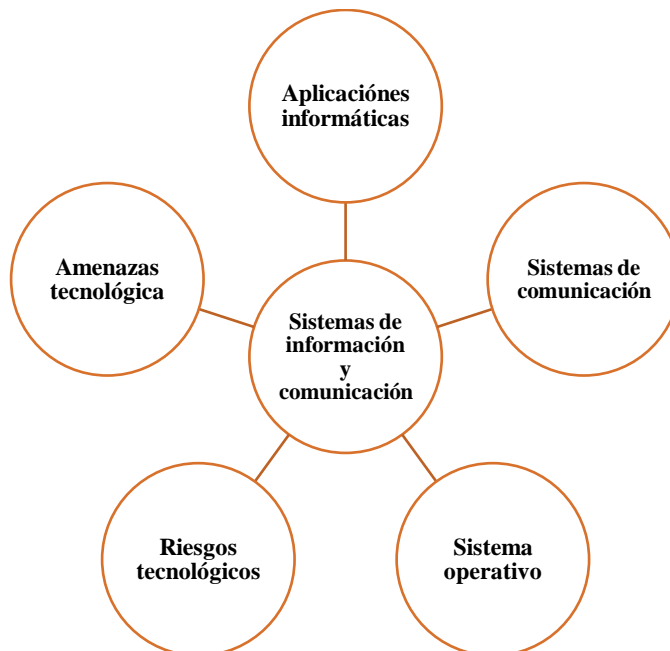 Aplicaciónes
informáticas
Amenazas
tecnológica
Sistemas de
comunicación
Sistemas de
información
y
comunicación
Riesgos
tecnológicos
Sistema
operativo